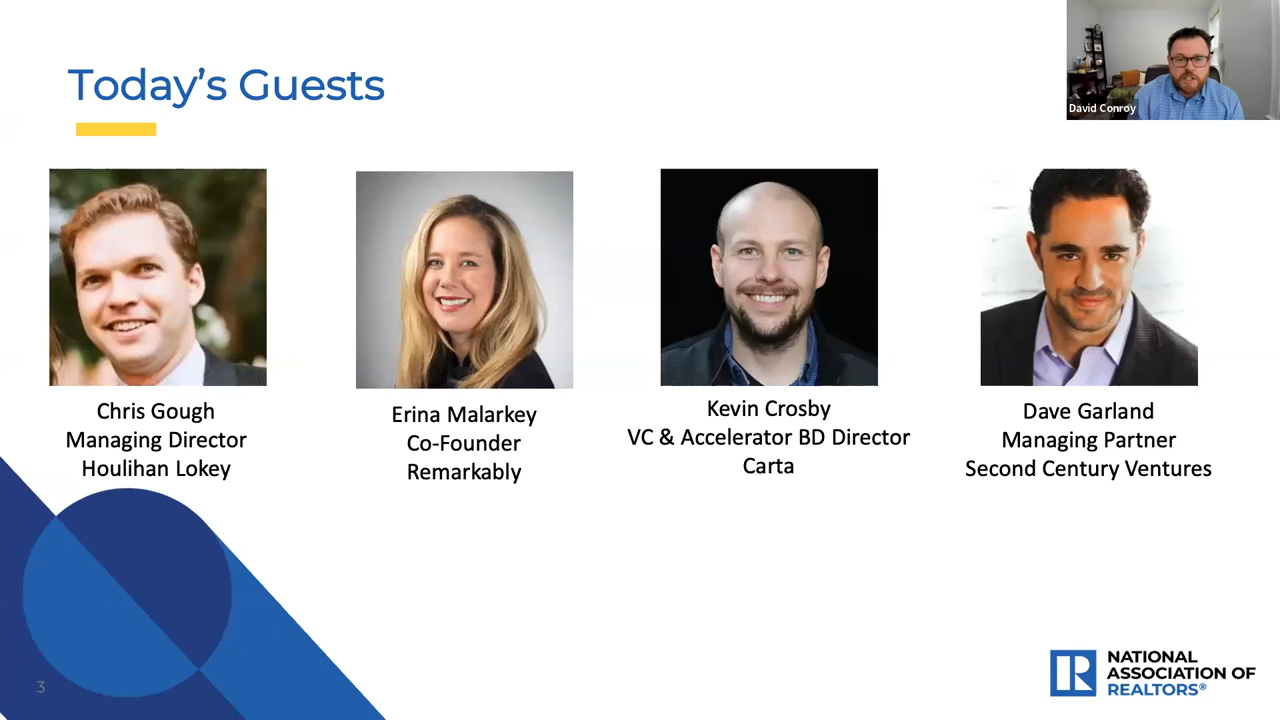 Today’s Guests
David Conroy
Chris Gough
Managing Director
Houlihan Lokey
Erina Malarkey
Co-Founder
Remarkably
Kevin Crosby
VC & Accelerator BD Director
Carta
Dave Garland
Managing Partner
Second Century Ventures
3
R
NATIONAL
ASSOCIATION OF
REALTORS®